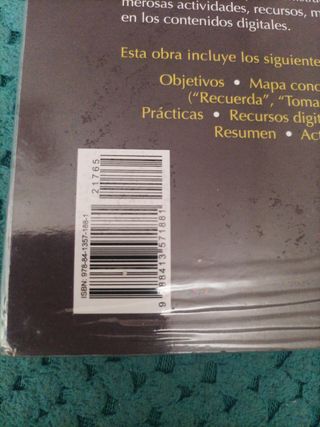 merosas actividades, recursos, m
en los contenidos digitales.
Esta obra incluye los siguiente
Objetivos • Mapa conc
("Recuerda", "Toma
Prácticas • Recursos digit
Resumen • Act
21765
ISBN: 978-84-1357-188-1
9 788413 571881